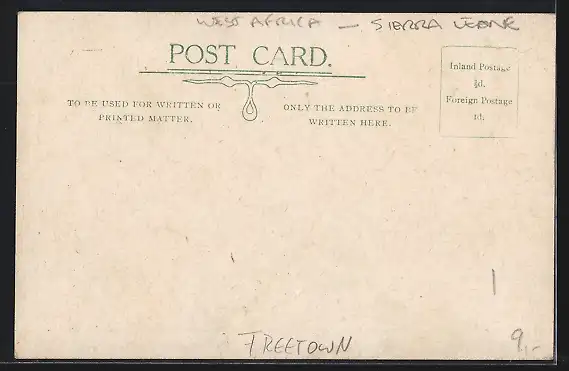 WEST AFRICA — SIERRA LEONE
POST CARD.
TO BE USED FOR WRITTEN OR
PRINTED MATTER.
ONLY THE ADDRESS TO BE
WRITTEN HERE.
Inland Postage
½d.
Foreign Postage
1d.
FREETOWN
9,-